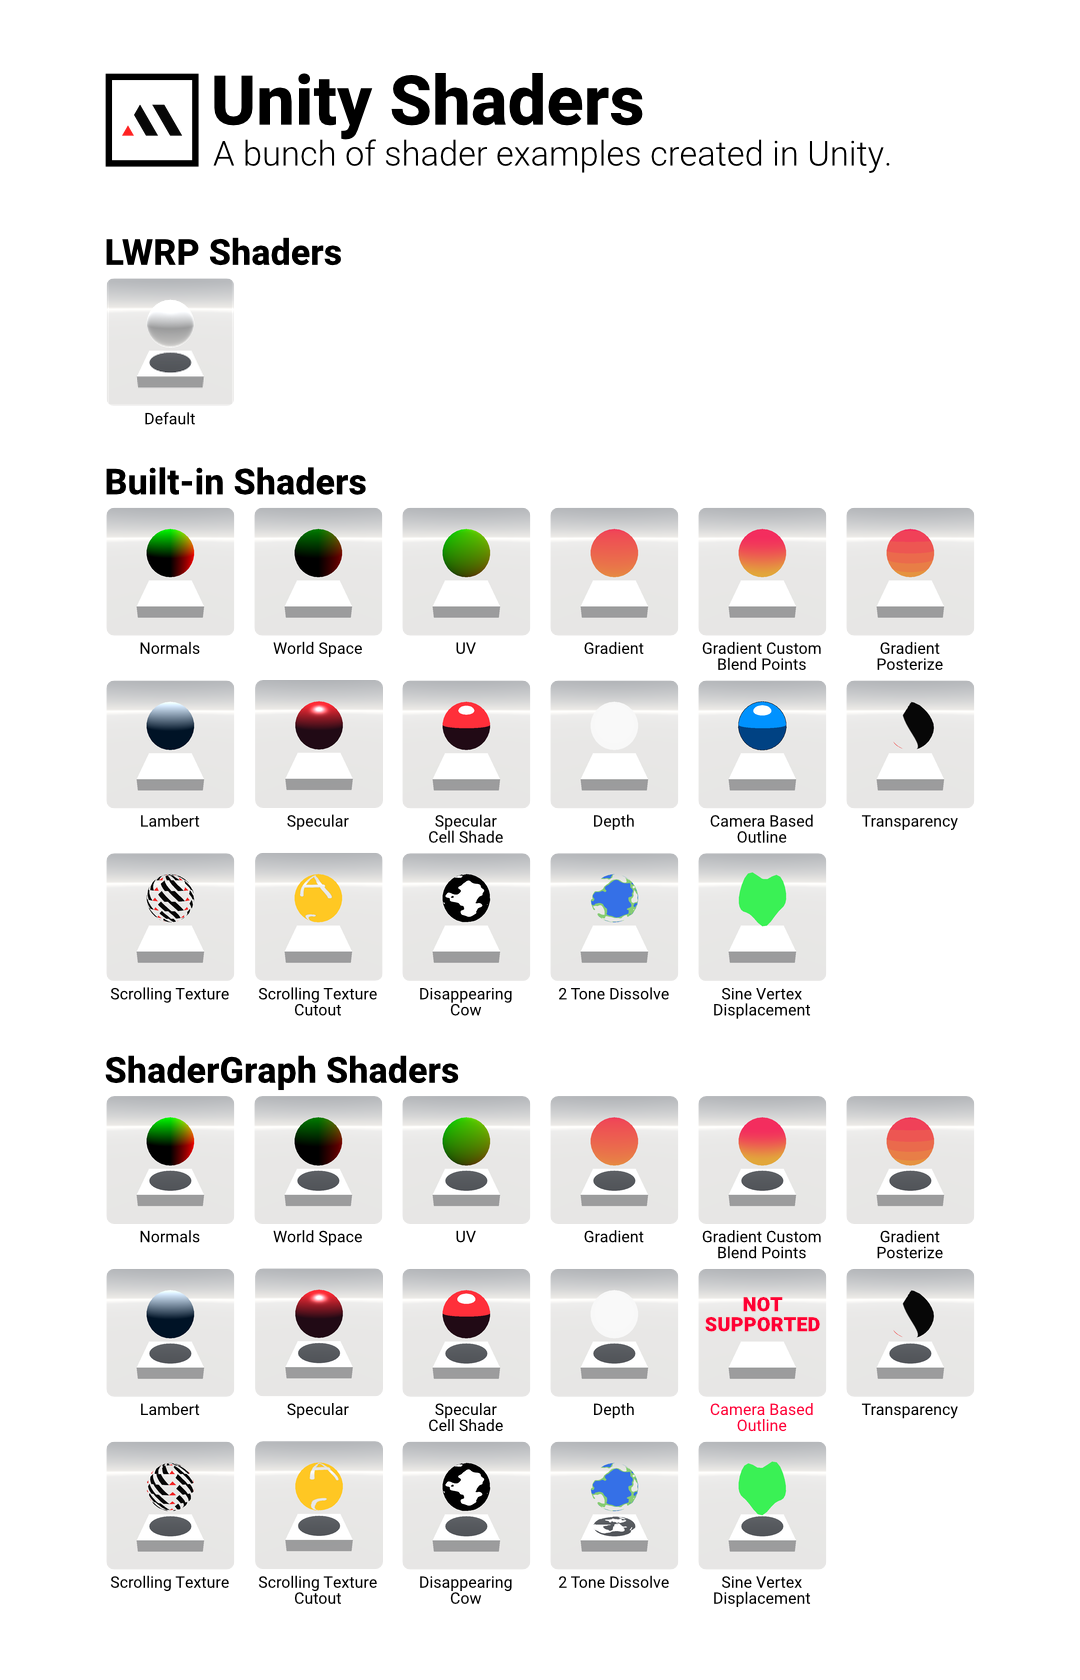 Unity Shaders
A bunch of shader examples created in Unity.
LWRP Shaders
Default
Built-in Shaders
Normals
World Space
UV
Gradient
Gradient Custom
Blend Points
Gradient
Posterize
Lambert
Specular
Specular
Cell Shade
Depth
Camera Based
Outline
Transparency
Scrolling Texture
Scrolling Texture
Cutout
Disappearing
Cow
2 Tone Dissolve
Sine Vertex
Displacement
ShaderGraph Shaders
Normals
World Space
UV
Gradient
Gradient Custom
Blend Points
Gradient
Posterize
Lambert
Specular
Specular
Cell Shade
Depth
NOT
SUPPORTED
Camera Based
Outline
Transparency
Scrolling Texture
Scrolling Texture
Cutout
Disappearing
Cow
2 Tone Dissolve
Sine Vertex
Displacement